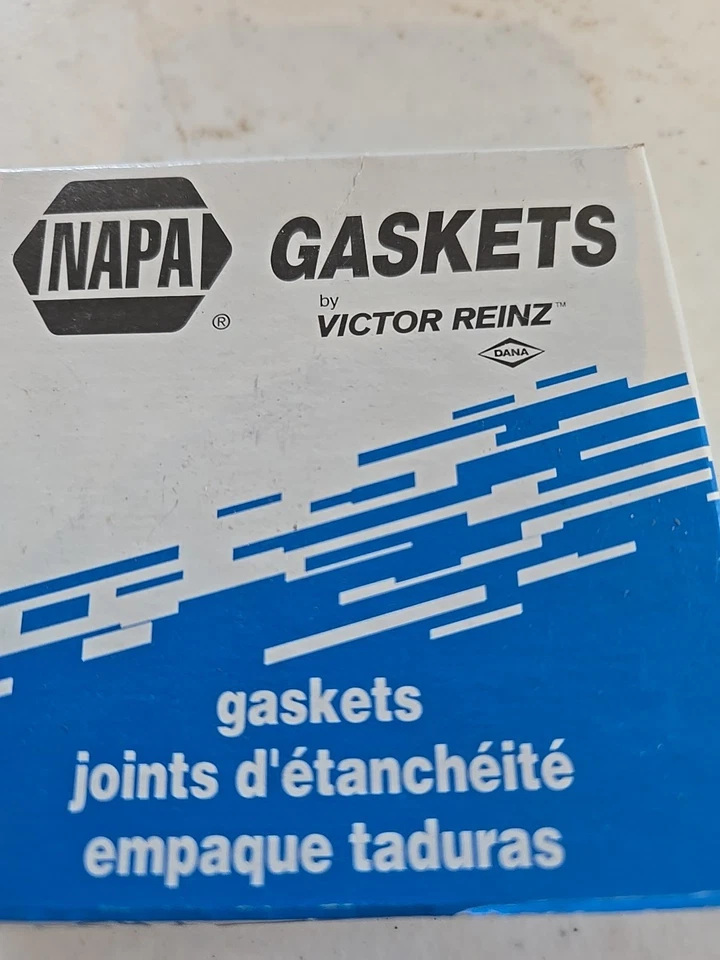 NAPA ® GASKETS
by
VICTOR REINZ™
DANA
gaskets
joints d'étanchéité
empaque taduras